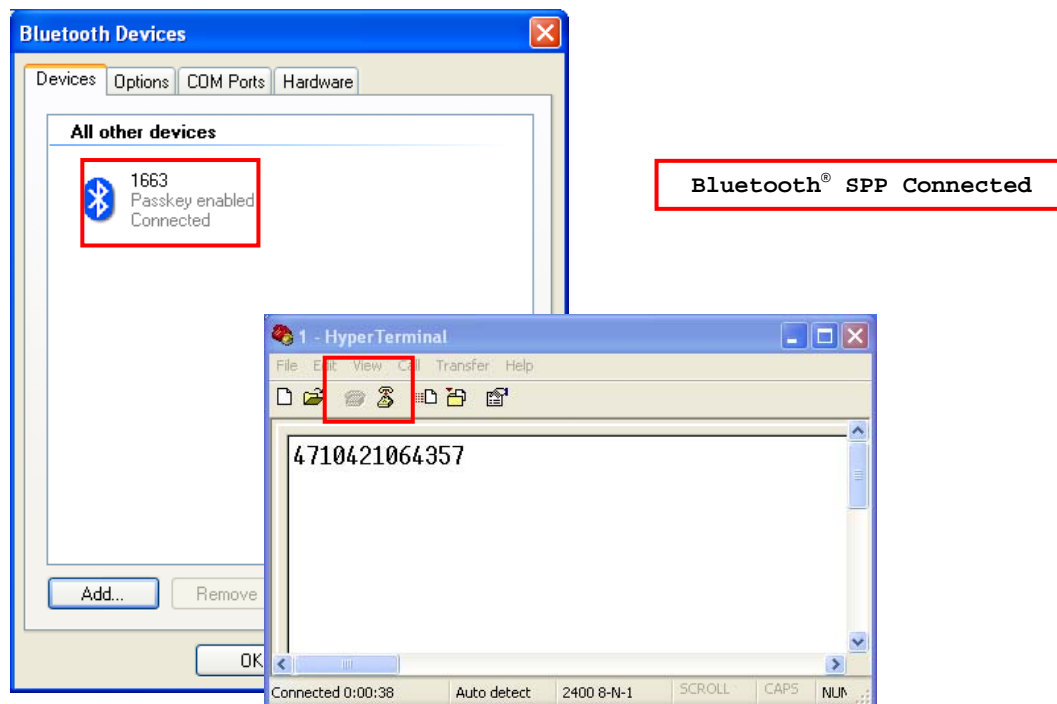 Bluetooth Devices
Devices Options COM Ports Hardware
All other devices
1663
Passkey enabled
Connected
Add... Remove
OK
Bluetooth® SPP Connected
1 - HyperTerminal
File Edit View Call Transfer Help
4710421064357
Connected 0:00:38 Auto detect 2400 8-N-1 SCROLL CAPS